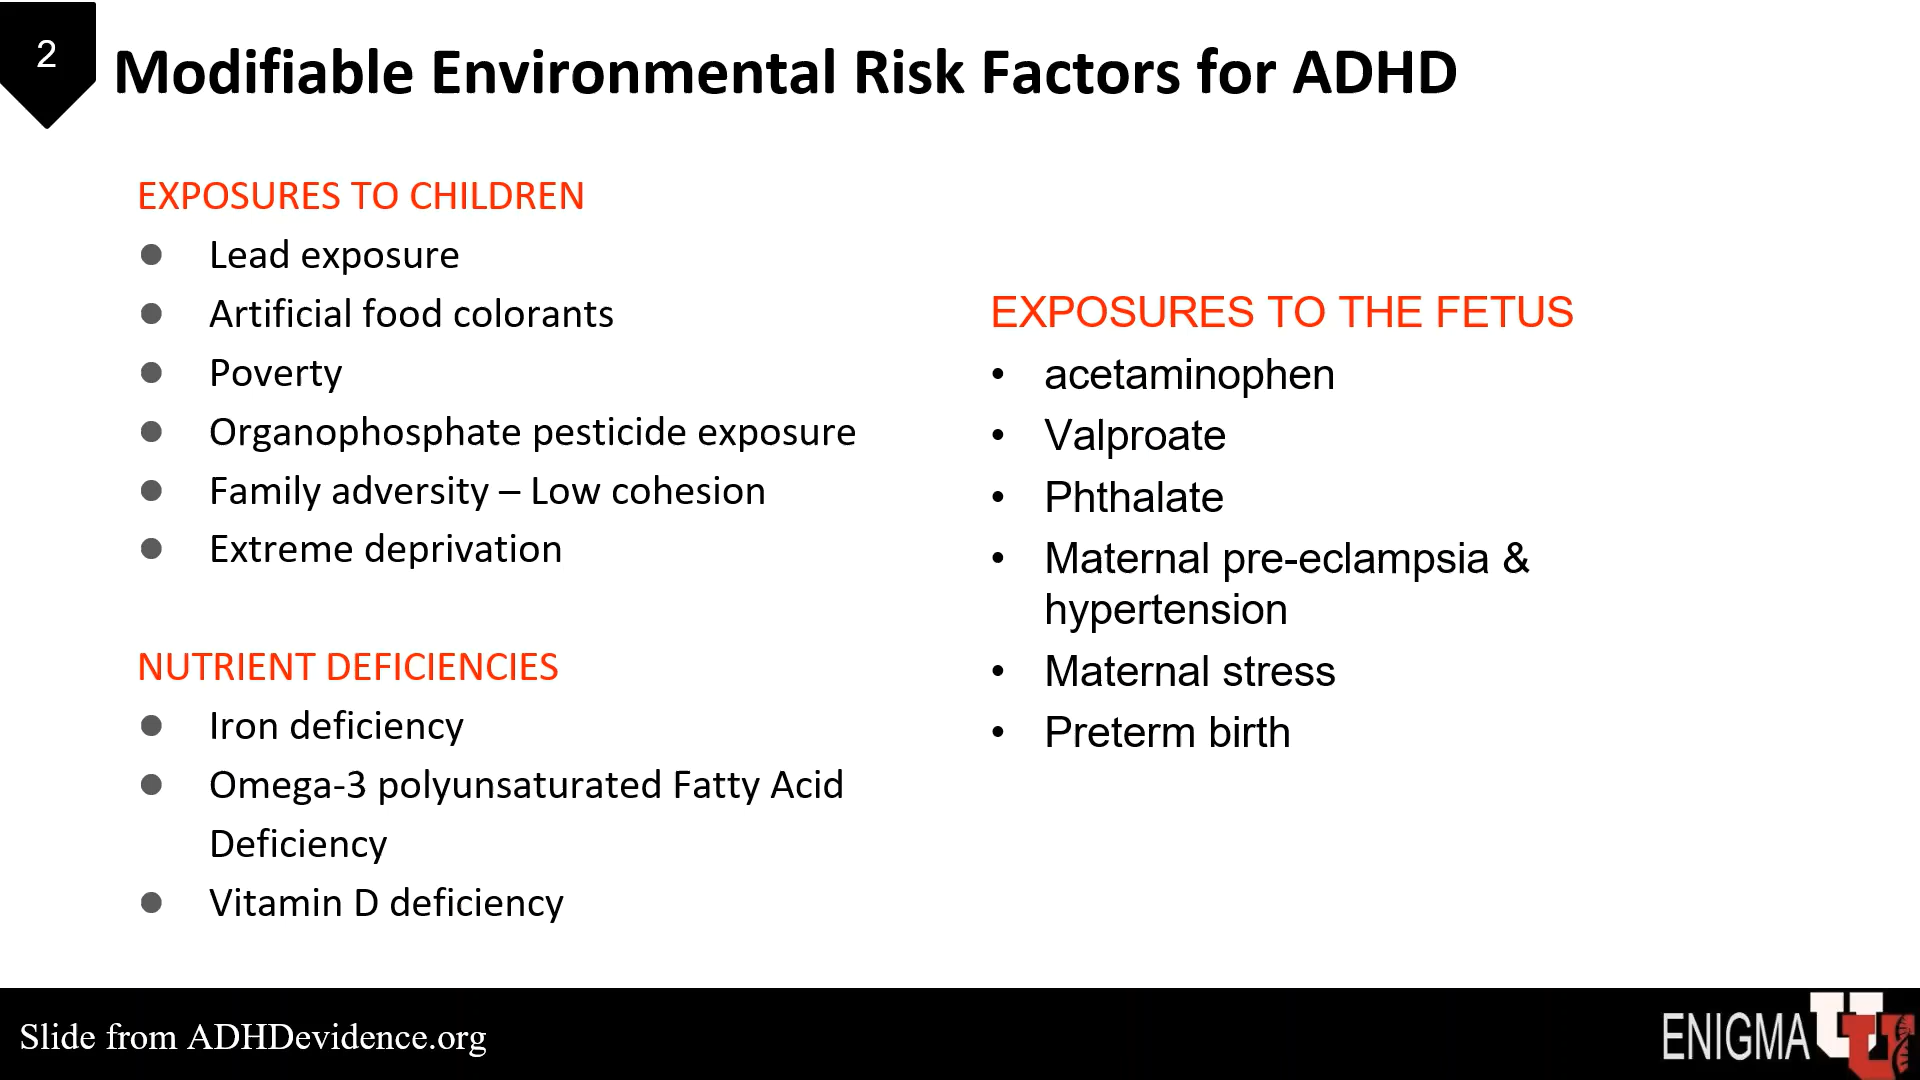 2
Modifiable Environmental Risk Factors for ADHD
EXPOSURES TO CHILDREN
● Lead exposure
● Artificial food colorants
● Poverty
● Organophosphate pesticide exposure
● Family adversity – Low cohesion
● Extreme deprivation
NUTRIENT DEFICIENCIES
● Iron deficiency
● Omega-3 polyunsaturated Fatty Acid
Deficiency
● Vitamin D deficiency
EXPOSURES TO THE FETUS
• acetaminophen
• Valproate
• Phthalate
• Maternal pre-eclampsia &
hypertension
• Maternal stress
• Preterm birth
Slide from ADHDevidence.org
ENIGMA U